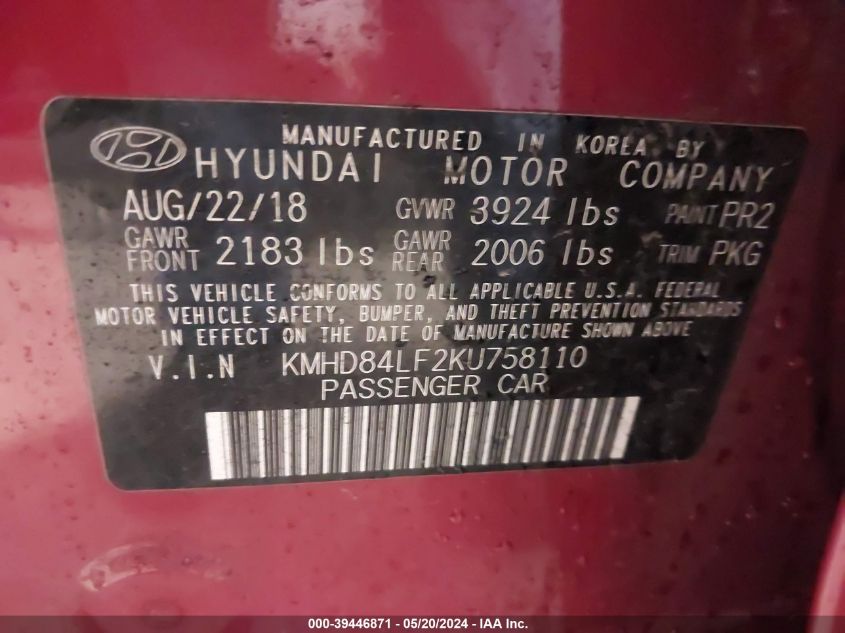 MANUFACTURED IN KOREA BY
HYUNDAI MOTOR COMPANY
AUG/22/18 GVWR 3924 lbs PAINT PR2
GAWR FRONT 2183 lbs GAWR REAR 2006 lbs TRIM PKG
THIS VEHICLE CONFORMS TO ALL APPLICABLE U.S.A. FEDERAL
MOTOR VEHICLE SAFETY, BUMPER, AND THEFT PREVENTION STANDARDS
IN EFFECT ON THE DATE OF MANUFACTURE SHOWN ABOVE
V.I.N KMHD84LF2KU758110
PASSENGER CAR
000-39446871 - 05/20/2024 - IAA Inc.